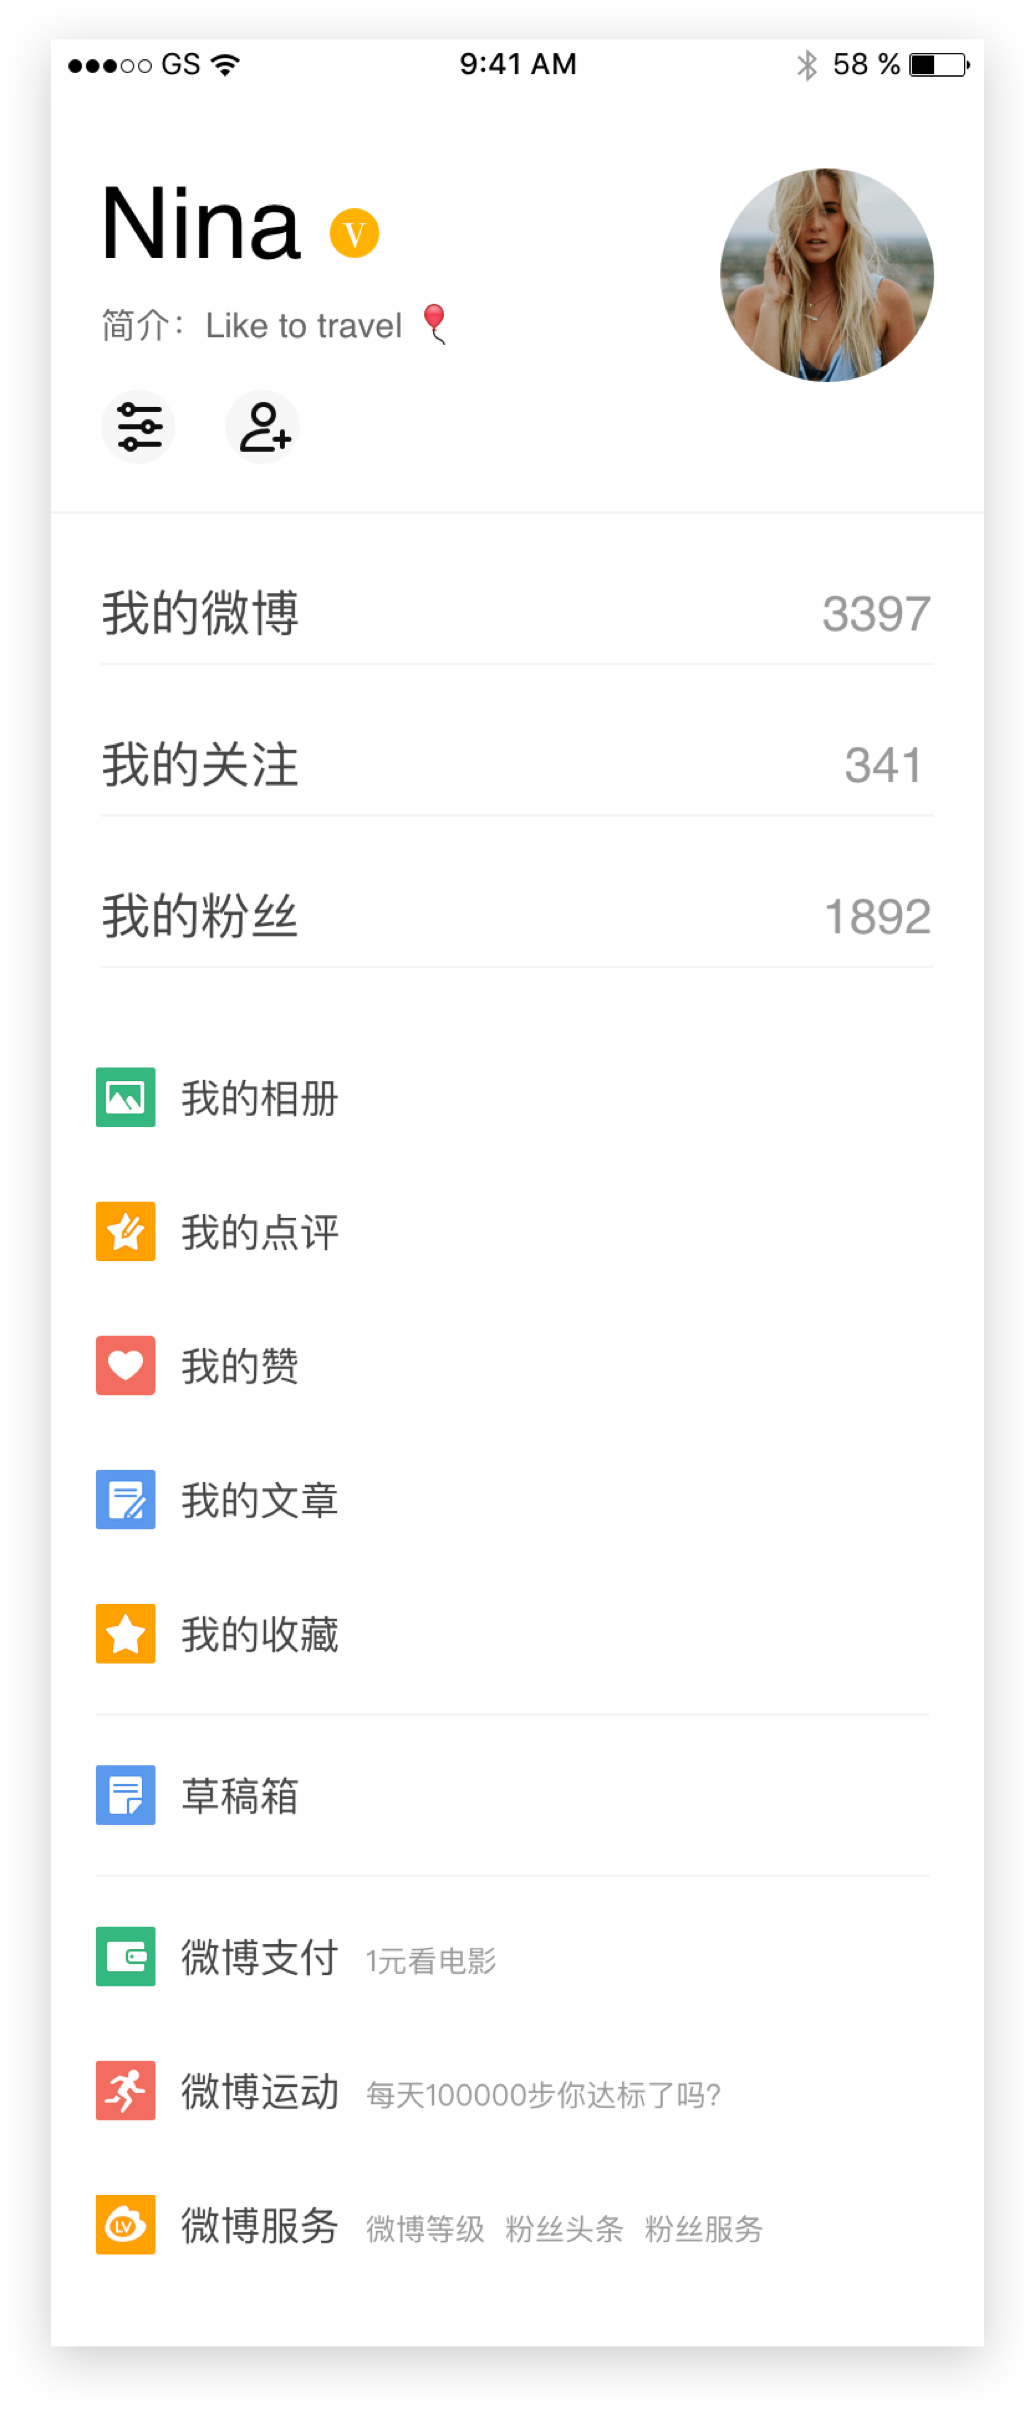 GS 9:41 AM 58 %
Nina V
简介：Like to travel 🎈
我的微博 3397
我的关注 341
我的粉丝 1892
我的相册
我的点评
我的赞
我的文章
我的收藏
草稿箱
微博支付 1元看电影
微博运动 每天100000步你达标了吗？
LV 微博服务 微博等级 粉丝头条 粉丝服务